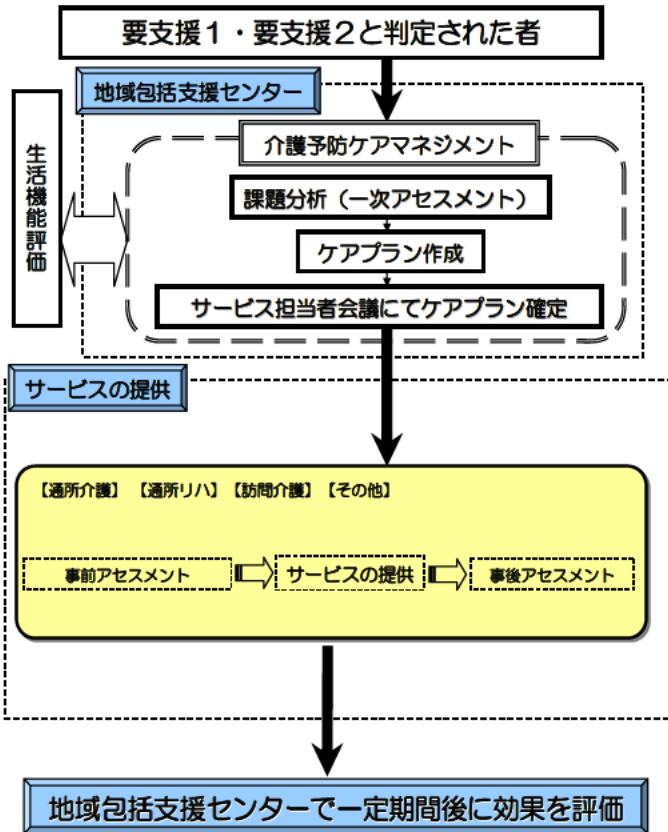 要支援１・要支援２と判定された者
地域包括支援センター
生活機能評価
介護予防ケアマネジメント
課題分析（一次アセスメント）
ケアプラン作成
サービス担当者会議にてケアプラン確定
サービスの提供
【通所介護】【通所リハ】【訪問介護】【その他】
事前アセスメント
サービスの提供
事後アセスメント
地域包括支援センターで一定期間後に効果を評価